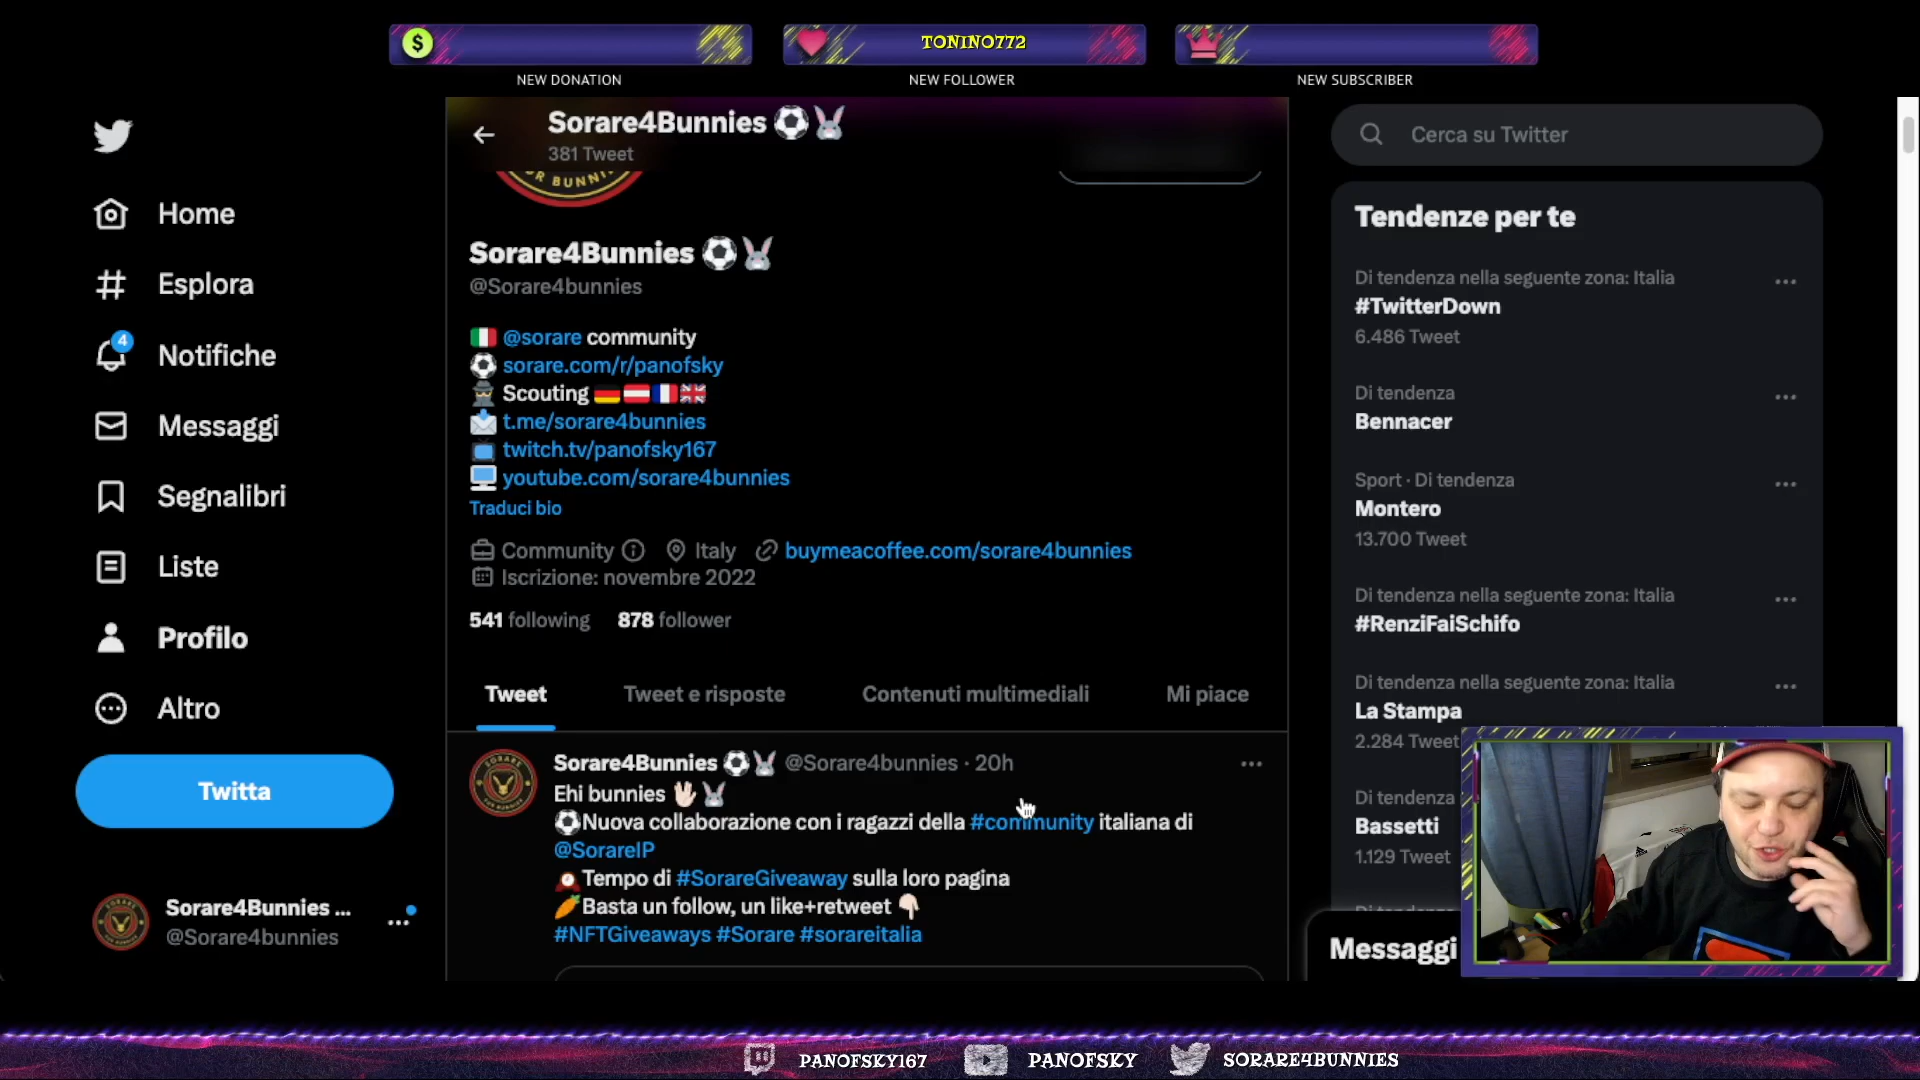 TONINO772
NEW DONATION
NEW FOLLOWER
NEW SUBSCRIBER
Home
Esplora
4
Notifiche
Messaggi
Segnalibri
Liste
Profilo
Altro
Twitta
Sorare4Bunnies ...
@Sorare4bunnies
Sorare4Bunnies ⚽🐰
381 Tweet
OR BUNNI
Sorare4Bunnies ⚽🐰
@Sorare4bunnies
🇮🇹 @sorare community
⚽ sorare.com/r/panofsky
🕵️ Scouting 🇩🇪🇦🇹🇫🇷🇬🇧
📩 t.me/sorare4bunnies
📺 twitch.tv/panofsky167
🖥️ youtube.com/sorare4bunnies
Traduci bio
Community Italy buymeacoffee.com/sorare4bunnies
Iscrizione: novembre 2022
541 following 878 follower
Tweet Tweet e risposte Contenuti multimediali Mi piace
Sorare4Bunnies ⚽🐰 @Sorare4bunnies · 20h
Ehi bunnies 🖖🏻🐰
⚽Nuova collaborazione con i ragazzi della #community italiana di
@SorareIP
🕰️Tempo di #SorareGiveaway sulla loro pagina
🥕Basta un follow, un like+retweet 👇🏻
#NFTGiveaways #Sorare #sorareitalia
Cerca su Twitter
Tendenze per te
Di tendenza nella seguente zona: Italia
#TwitterDown
6.486 Tweet
Di tendenza
Bennacer
Sport · Di tendenza
Montero
13.700 Tweet
Di tendenza nella seguente zona: Italia
#RenziFaiSchifo
Di tendenza nella seguente zona: Italia
La Stampa
2.284 Tweet
Di tendenza
Bassetti
1.129 Tweet
Messaggi
PANOFSKY167
PANOFSKY
SORARE4BUNNIES